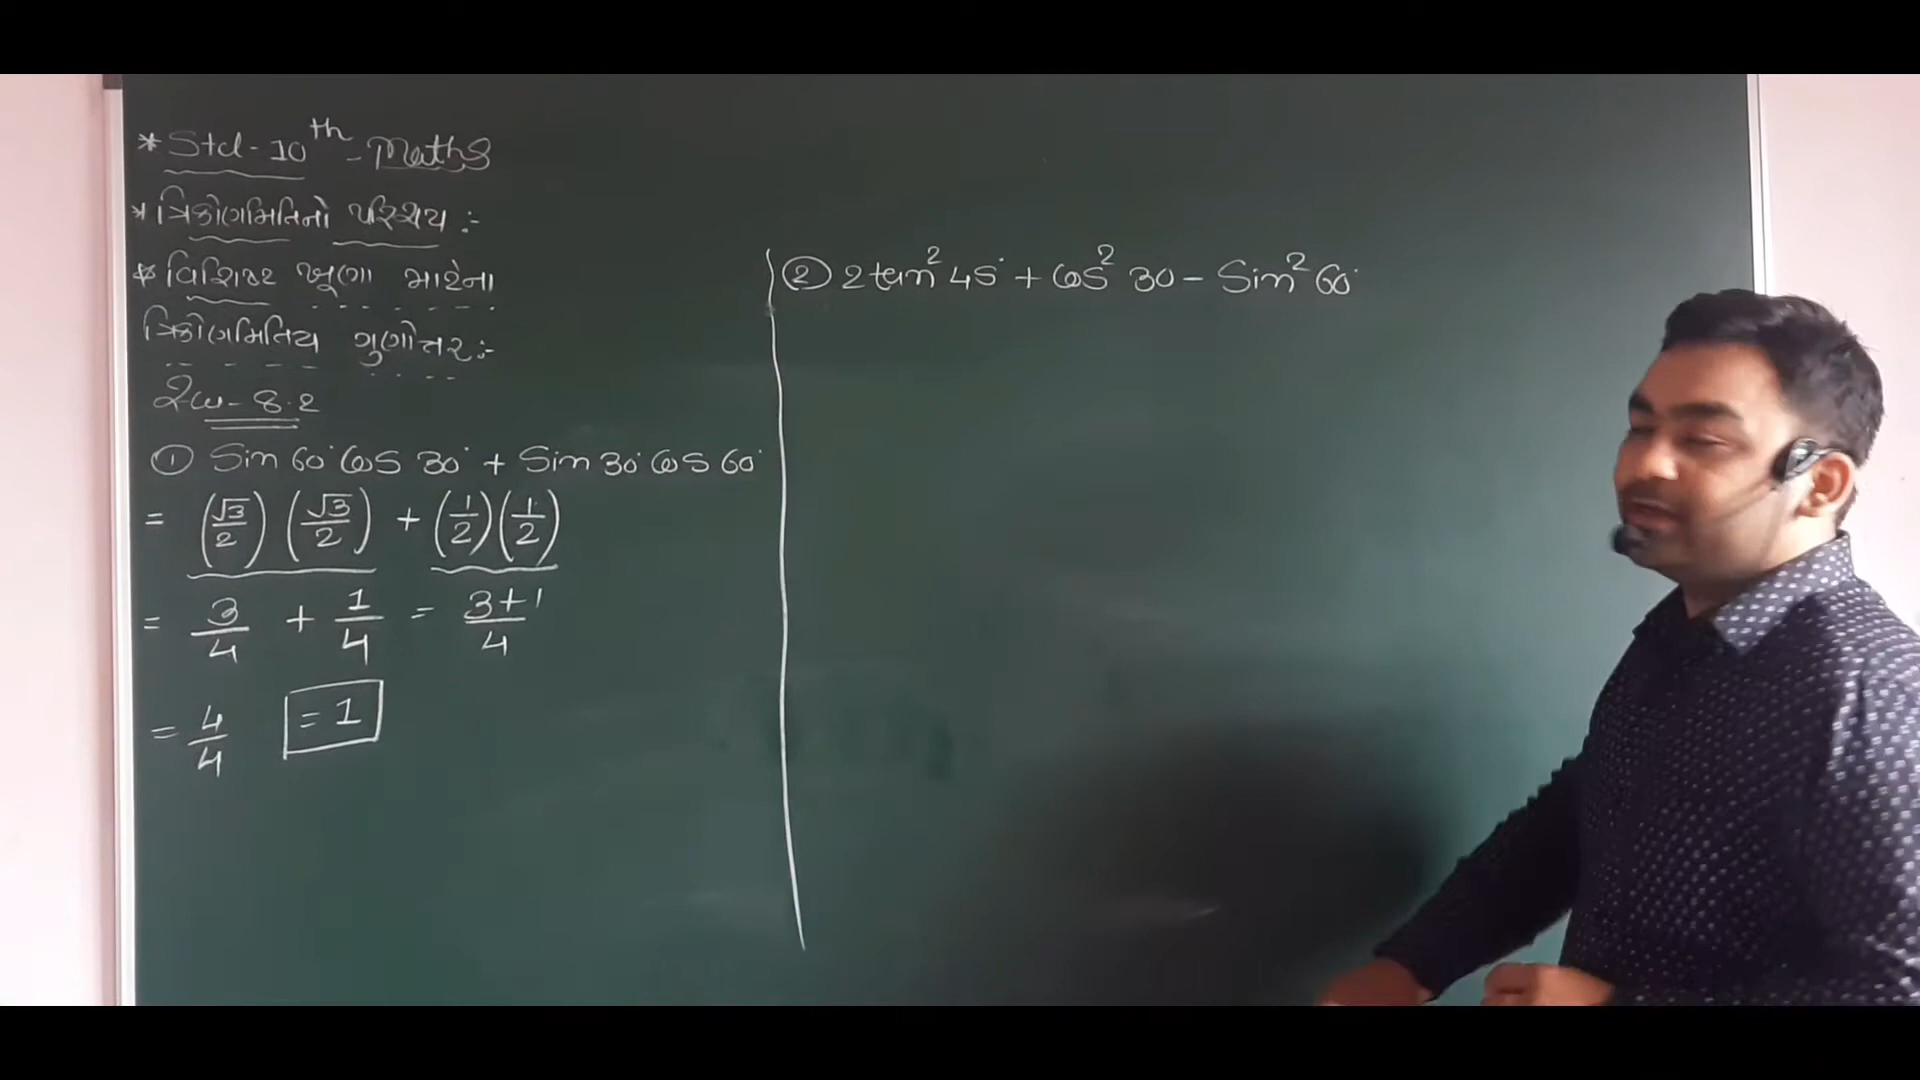 * Std-10th-Maths
* ત્રિકોણમિતિનો પરિચય :-
* વિશિષ્ટ ખૂણા માટેના
ત્રિકોણમિતિય ગુણોત્તર :-
સ્વા-8.2
① Sin 60° Cos 30° + Sin 30° Cos 60°
= (√3/2) (√3/2) + (1/2)(1/2)
= 3/4 + 1/4 = 3+1/4
= 4/4 = 1
② 2 tan² 45° + Cos² 30 - Sin² 60°